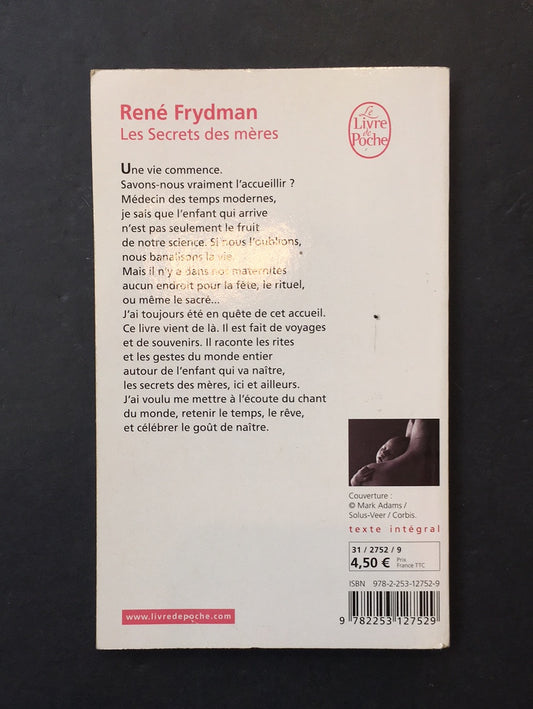 René Frydman
Les Secrets des mères
Le
Livre
de
Poche
Une vie commence.
Savons-nous vraiment l'accueillir ?
Médecin des temps modernes,
je sais que l'enfant qui arrive
n'est pas seulement le fruit
de notre science. Si nous l'oublions,
nous banalisons la vie.
Mais il n'y a dans nos maternités
aucun endroit pour la fête, le rituel,
ou même le sacré...
J'ai toujours été en quête de cet accueil.
Ce livre vient de là. Il est fait de voyages
et de souvenirs. Il raconte les rites
et les gestes du monde entier
autour de l'enfant qui va naître,
les secrets des mères, ici et ailleurs.
J'ai voulu me mettre à l'écoute du chant
du monde, retenir le temps, le rêve,
et célébrer le goût de naître.
Couverture :
© Mark Adams /
Solus-Veer / Corbis.
texte intégral
31 / 2752 / 9
4,50 € Prix
France TTC
ISBN 978-2-253-12752-9
9 782253 127529
www.livredepoche.com